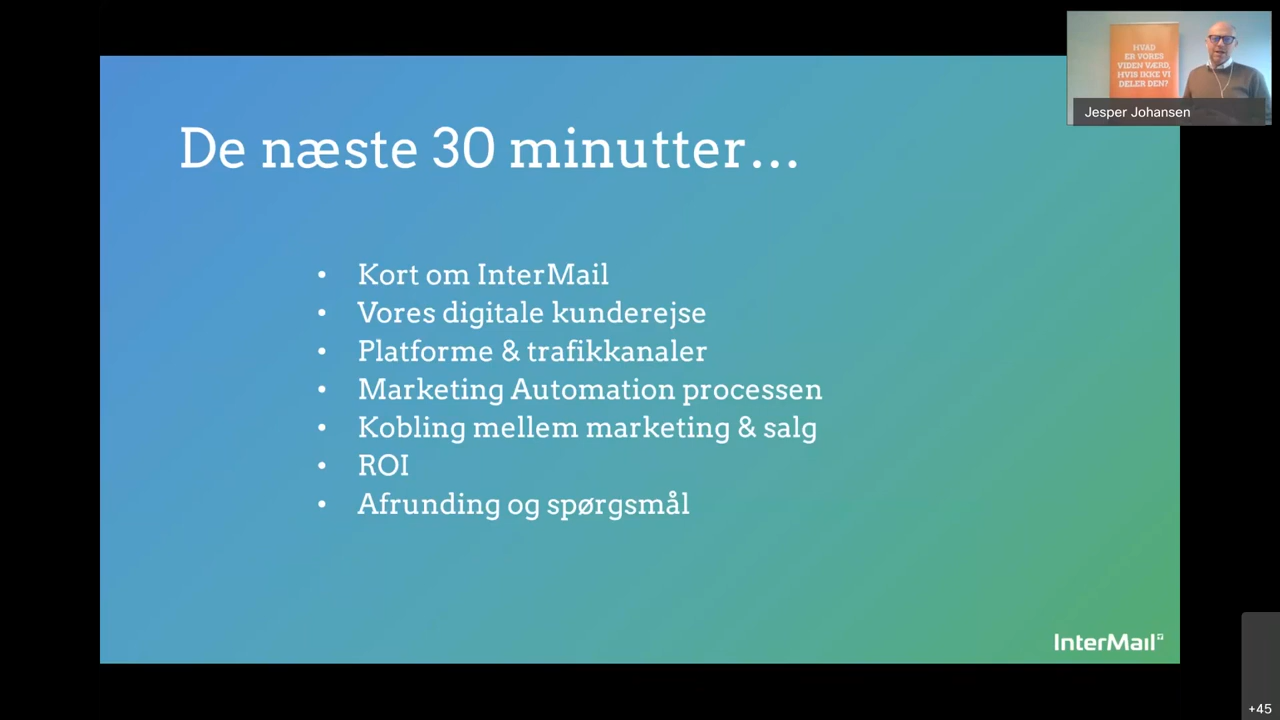 De næste 30 minutter...
• Kort om InterMail
• Vores digitale kunderejse
• Platforme & trafikkanaler
• Marketing Automation processen
• Kobling mellem marketing & salg
• ROI
• Afrunding og spørgsmål
InterMail
HVAD
ER VORES
VIDEN VÆRD,
HVIS IKKE VI
DELER DEN?
Jesper Johansen
+45